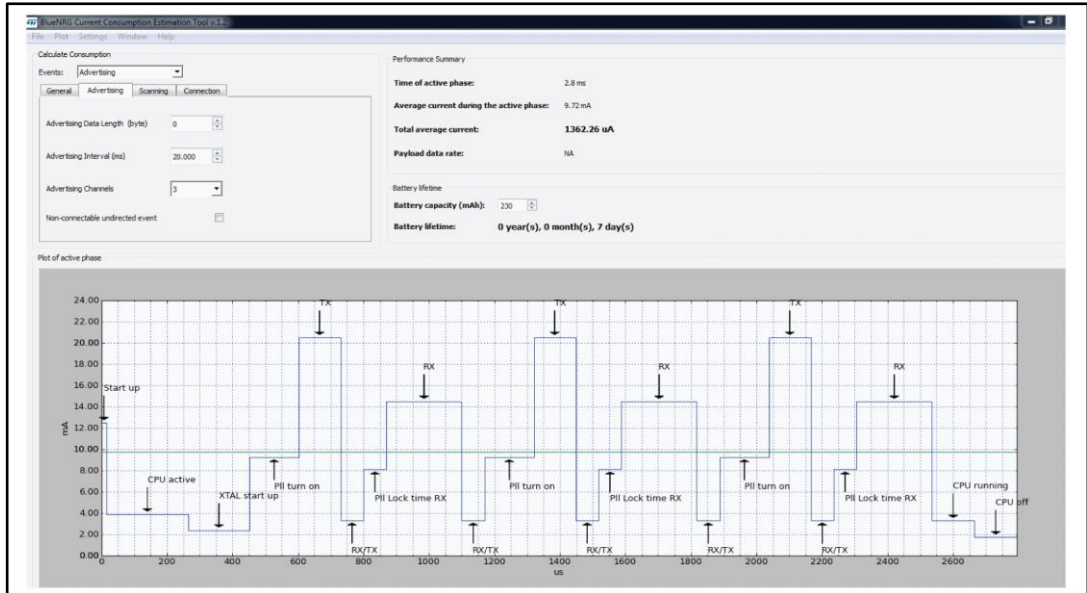 BlueNRG Current Consumption Estimation Tool v.1.2
File Plot Settings Window Help
Calculate Consumption
Events: Advertising
General Advertising Scanning Connection
Advertising Data Length (byte) 0
Advertising Interval (ms) 20.000
Advertising Channels 3
Non-connectable undirected event
Performance Summary
Time of active phase: 2.8 ms
Average current during the active phase: 9.72 mA
Total average current: 1362.26 uA
Payload data rate: NA
Battery lifetime
Battery capacity (mAh): 230
Battery lifetime: 0 year(s), 0 month(s), 7 day(s)
Plot of active phase
24.00
22.00
20.00
18.00
16.00
14.00
12.00
10.00
8.00
6.00
4.00
2.00
0.00
mA
TX TX TX
RX RX RX
Start up
CPU active
XTAL start up
Pll turn on
Pll Lock time RX
Pll turn on
Pll Lock time RX
Pll turn on
Pll Lock time RX
CPU running
CPU off
RX/TX RX/TX RX/TX RX/TX RX/TX
0 200 400 600 800 1000 1200 1400 1600 1800 2000 2200 2400 2600
us